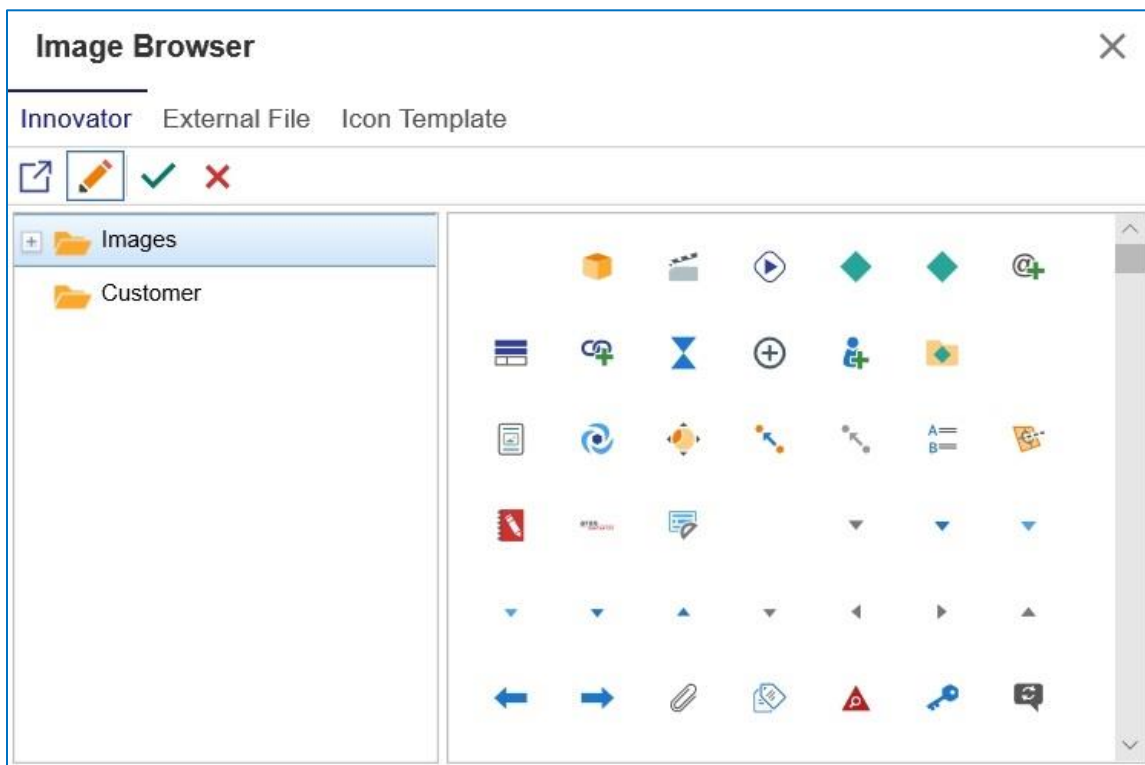 Image Browser
Innovator External File Icon Template
Images
Customer
A
B